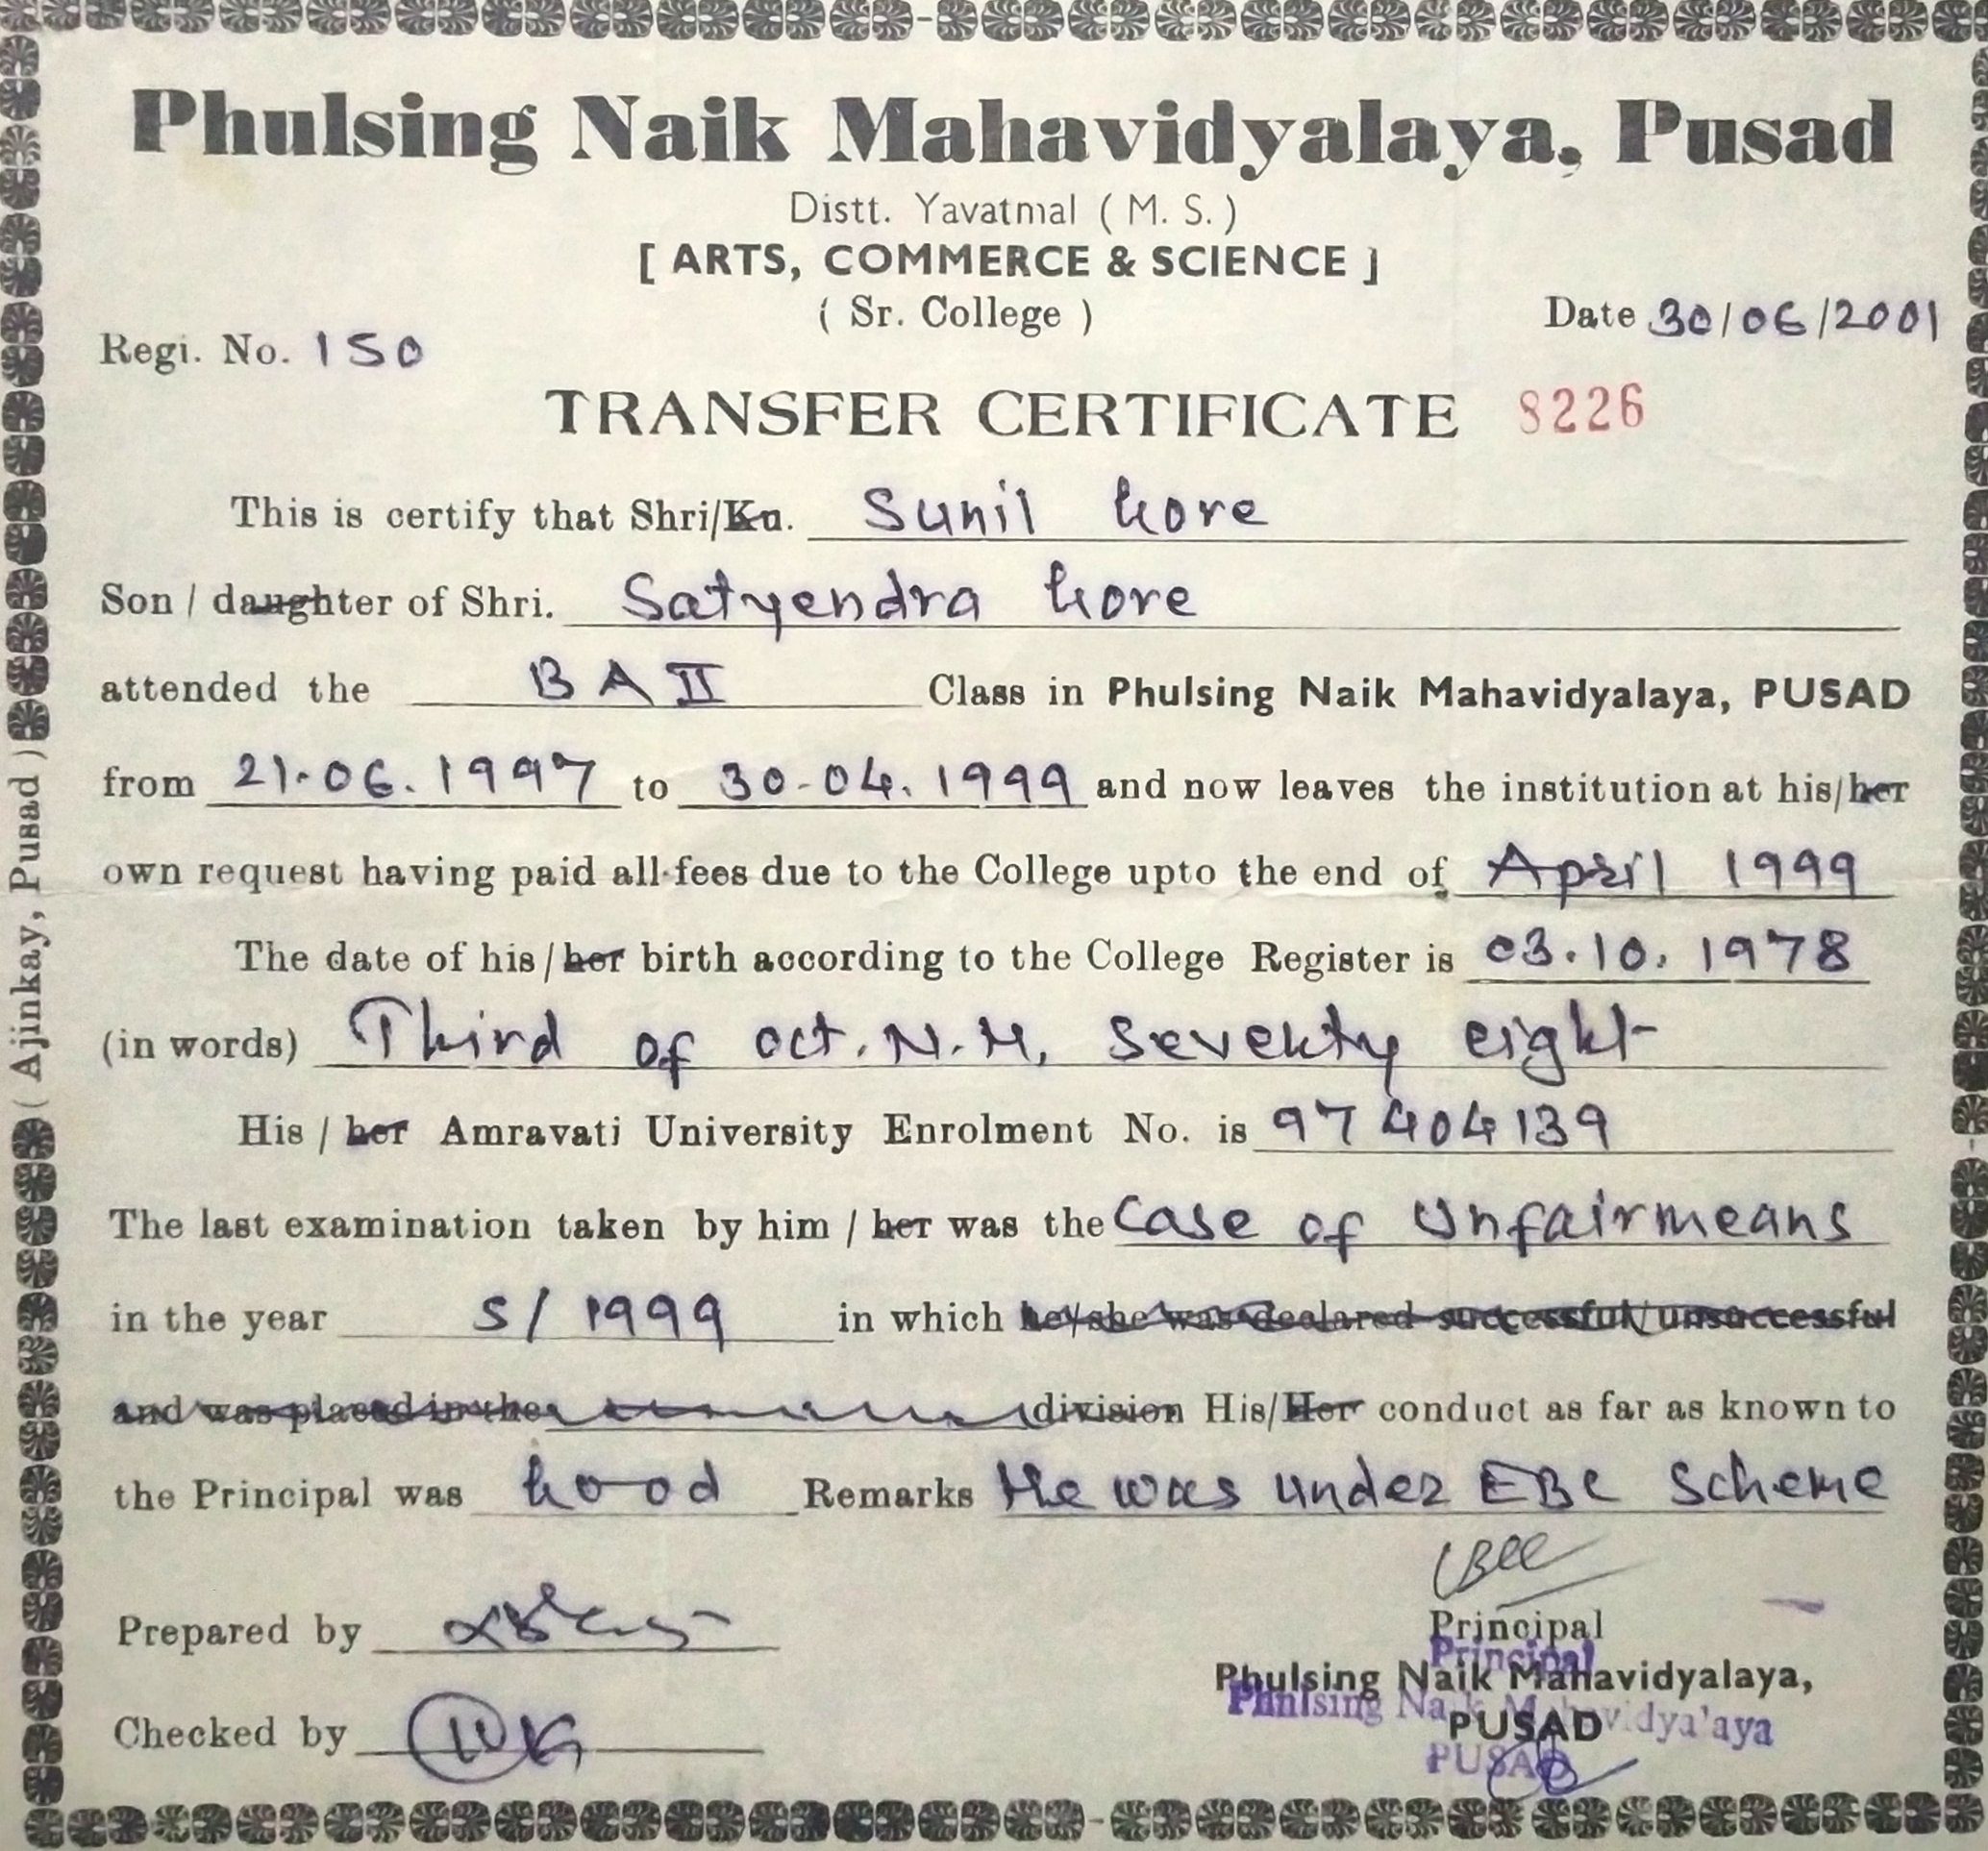 Phulsing Naik Mahavidyalaya, Pusad
Distt. Yavatmal ( M. S. )
[ ARTS, COMMERCE & SCIENCE ]
( Sr. College )
Date 30/06/2001
Regi. No. 150
TRANSFER CERTIFICATE 8226
This is certify that Shri/Ku. Sunil Gore
Son / daughter of Shri. Satyendra Gore
attended the BA II Class in Phulsing Naik Mahavidyalaya, PUSAD
from 21.06.1997 to 30-04.1999 and now leaves the institution at his/her
own request having paid all fees due to the College upto the end of April 1999
The date of his/her birth according to the College Register is 03.10.1978
(in words) Third of oct. N.H. Seventy eight
His / her Amravati University Enrolment No. is 97404139
The last examination taken by him / her was the Case of Unfairmeans
in the year S/1999 in which he/she was declared successful/unsuccessful
and was placed in the division His/Her conduct as far as known to
the Principal was Good Remarks He was under EBC Scheme
Prepared by
Principal
Principal
Phulsing Naik Mahavidyalaya,
Phulsing Naik Mahavidyalaya
Checked by
PUSAD
PUSAD
( Ajinkay, Pusad )